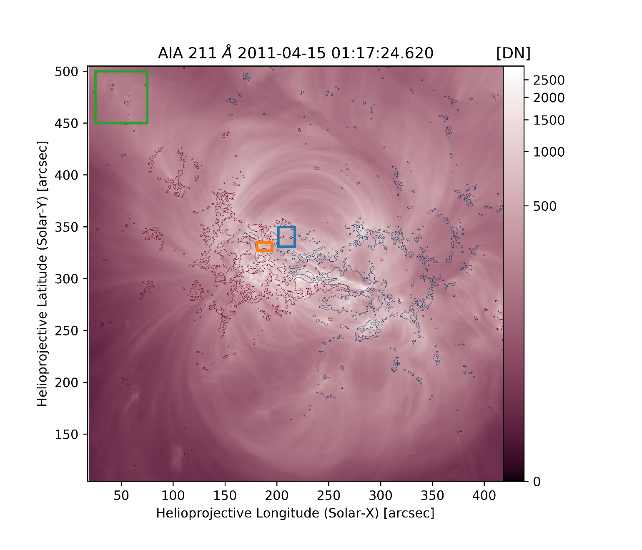 AIA 211 Å 2011-04-15 01:17:24.620
[DN]
500
450
400
350
300
250
200
150
2500
2000
1500
1000
500
0
50 100 150 200 250 300 350 400
Helioprojective Latitude (Solar-Y) [arcsec]
Helioprojective Longitude (Solar-X) [arcsec]